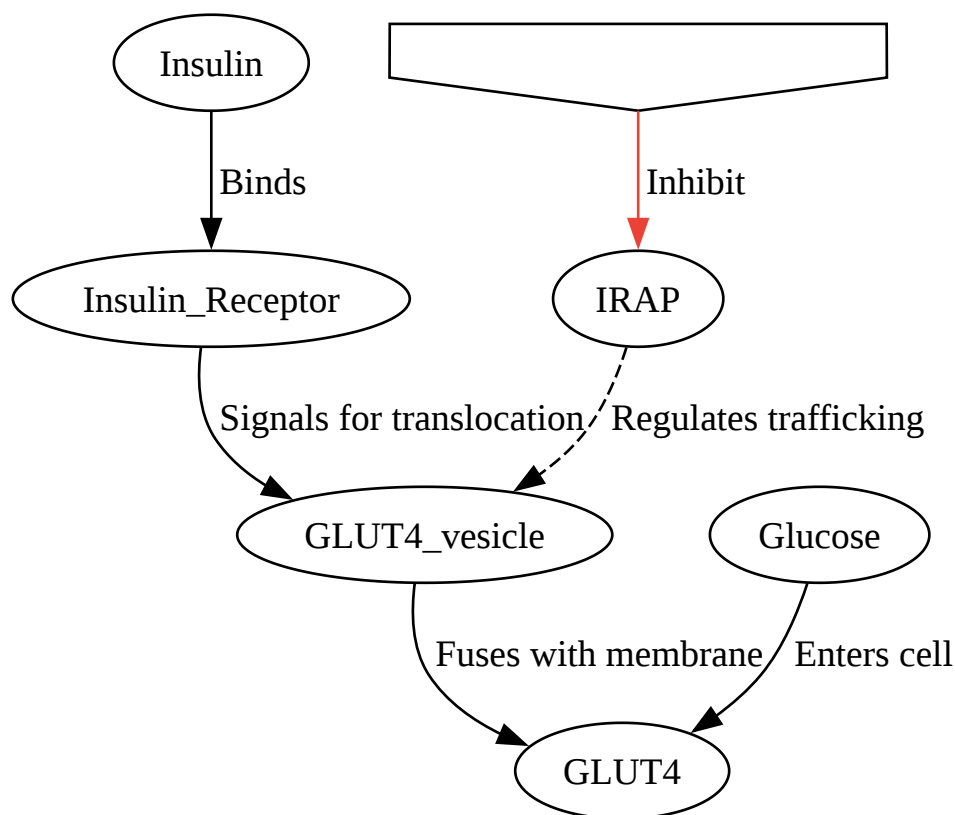 Insulin
Binds
Inhibit
Insulin_Receptor
IRAP
Signals for translocation
Regulates trafficking
GLUT4_vesicle
Glucose
Fuses with membrane
Enters cell
GLUT4